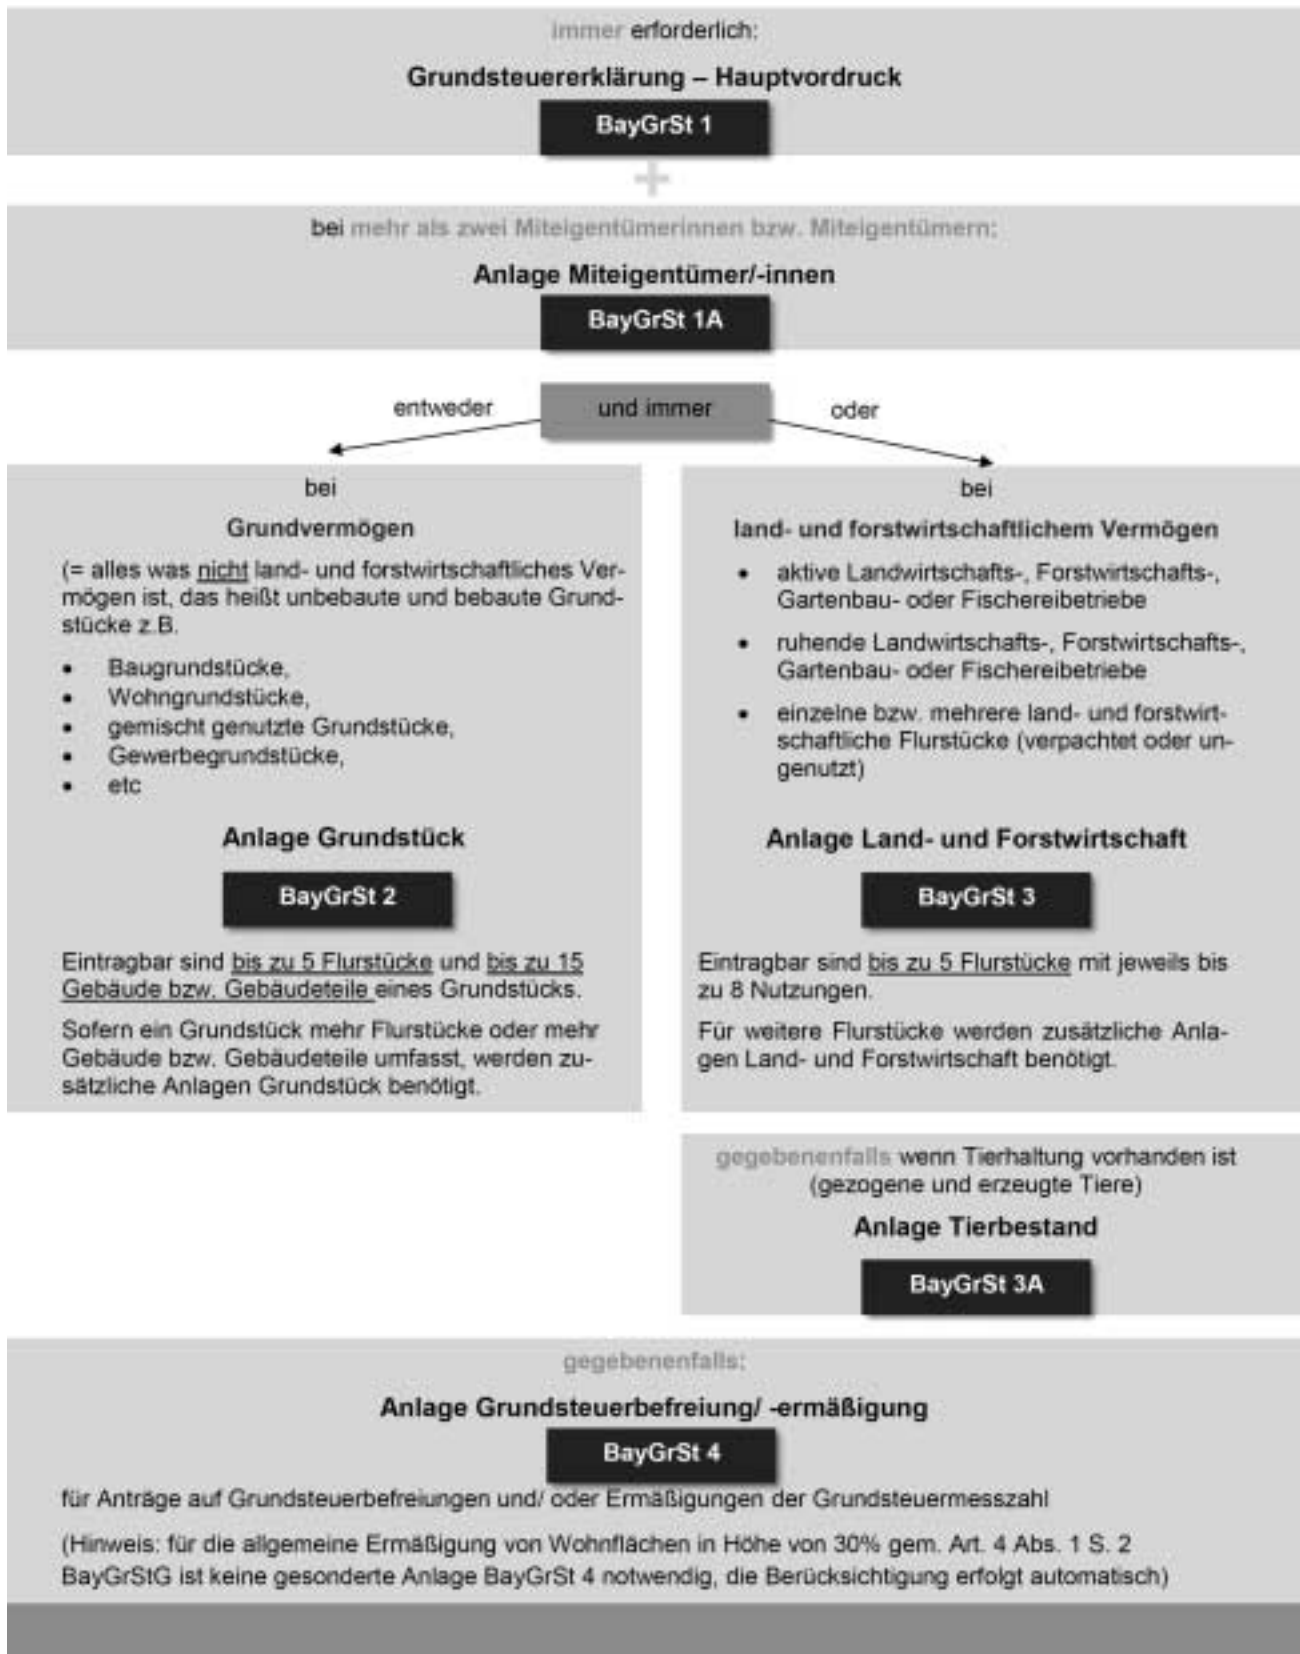 immer erforderlich:
Grundsteuererklärung – Hauptvordruck
BayGrSt 1
+
bei mehr als zwei Miteigentümerinnen bzw. Miteigentümern:
Anlage Miteigentümer/-innen
BayGrSt 1A
entweder
und immer
oder
bei
Grundvermögen
(= alles was nicht land- und forstwirtschaftliches Ver-
mögen ist, das heißt unbebaute und bebaute Grund-
stücke z.B.
• Baugrundstücke,
• Wohngrundstücke,
• gemischt genutzte Grundstücke,
• Gewerbegrundstücke,
• etc
Anlage Grundstück
BayGrSt 2
Eintragbar sind bis zu 5 Flurstücke und bis zu 15
Gebäude bzw. Gebäudeteile eines Grundstücks.
Sofern ein Grundstück mehr Flurstücke oder mehr
Gebäude bzw. Gebäudeteile umfasst, werden zu-
sätzliche Anlagen Grundstück benötigt.
bei
land- und forstwirtschaftlichem Vermögen
• aktive Landwirtschafts-, Forstwirtschafts-,
Gartenbau- oder Fischereibetriebe
• ruhende Landwirtschafts-, Forstwirtschafts-,
Gartenbau- oder Fischereibetriebe
• einzelne bzw. mehrere land- und forstwirt-
schaftliche Flurstücke (verpachtet oder un-
genutzt)
Anlage Land- und Forstwirtschaft
BayGrSt 3
Eintragbar sind bis zu 5 Flurstücke mit jeweils bis
zu 8 Nutzungen.
Für weitere Flurstücke werden zusätzliche Anla-
gen Land- und Forstwirtschaft benötigt.
gegebenenfalls wenn Tierhaltung vorhanden ist
(gezogene und erzeugte Tiere)
Anlage Tierbestand
BayGrSt 3A
gegebenenfalls:
Anlage Grundsteuerbefreiung/ -ermäßigung
BayGrSt 4
für Anträge auf Grundsteuerbefreiungen und/ oder Ermäßigungen der Grundsteuermesszahl
(Hinweis: für die allgemeine Ermäßigung von Wohnflächen in Höhe von 30% gem. Art. 4 Abs. 1 S. 2
BayGrStG ist keine gesonderte Anlage BayGrSt 4 notwendig, die Berücksichtigung erfolgt automatisch)